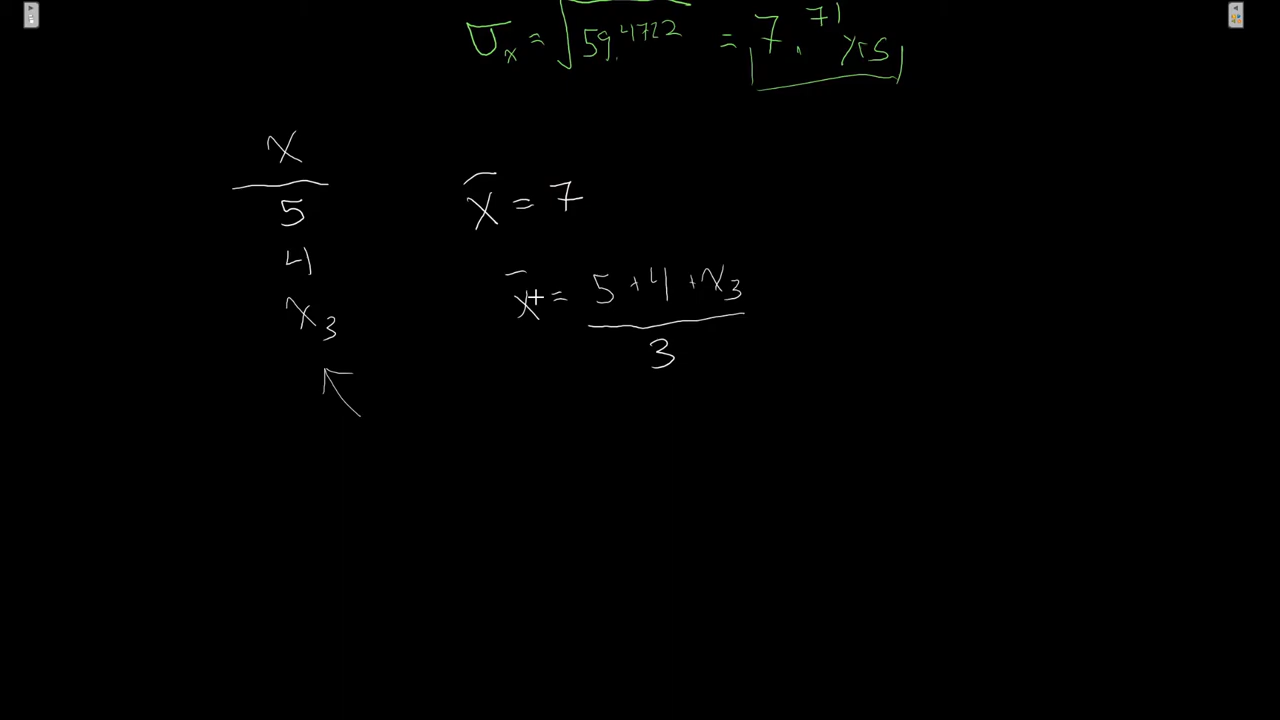 σₓ = √59.4722 = 7.71 yrs
x
5
4
x₃
x̄ = 7
x̄ = 5 + 4 + x₃
3